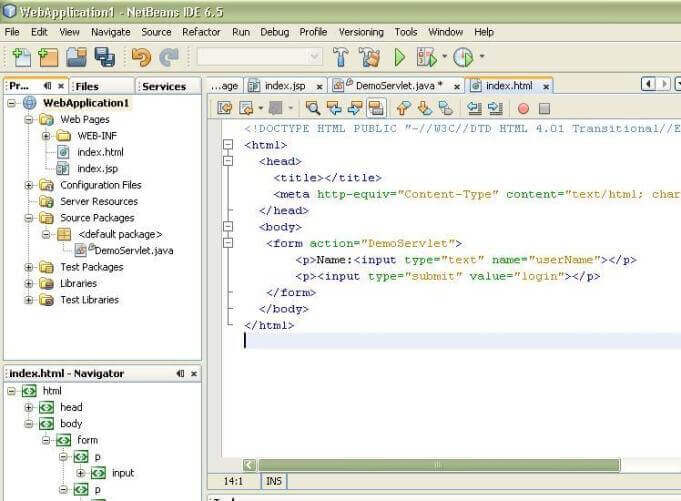 WebApplication1 - NetBeans IDE 6.5
File Edit View Navigate Source Refactor Run Debug Profile Versioning Tools Window Help
Pr... Files Services
WebApplication1
Web Pages
WEB-INF
index.html
index.jsp
Configuration Files
Server Resources
Source Packages
<default package>
DemoServlet.java
Test Packages
Libraries
Test Libraries
index.html - Navigator
html
head
body
form
p
input
p
...age index.jsp DemoServlet.java * index.html
<!DOCTYPE HTML PUBLIC "-//W3C//DTD HTML 4.01 Transitional//E
<html>
<head>
<title></title>
<meta http-equiv="Content-Type" content="text/html; char
</head>
<body>
<form action="DemoServlet">
<p>Name:<input type="text" name="userName"></p>
<p><input type="submit" value="login"></p>
</form>
</body>
</html>
14:1 INS